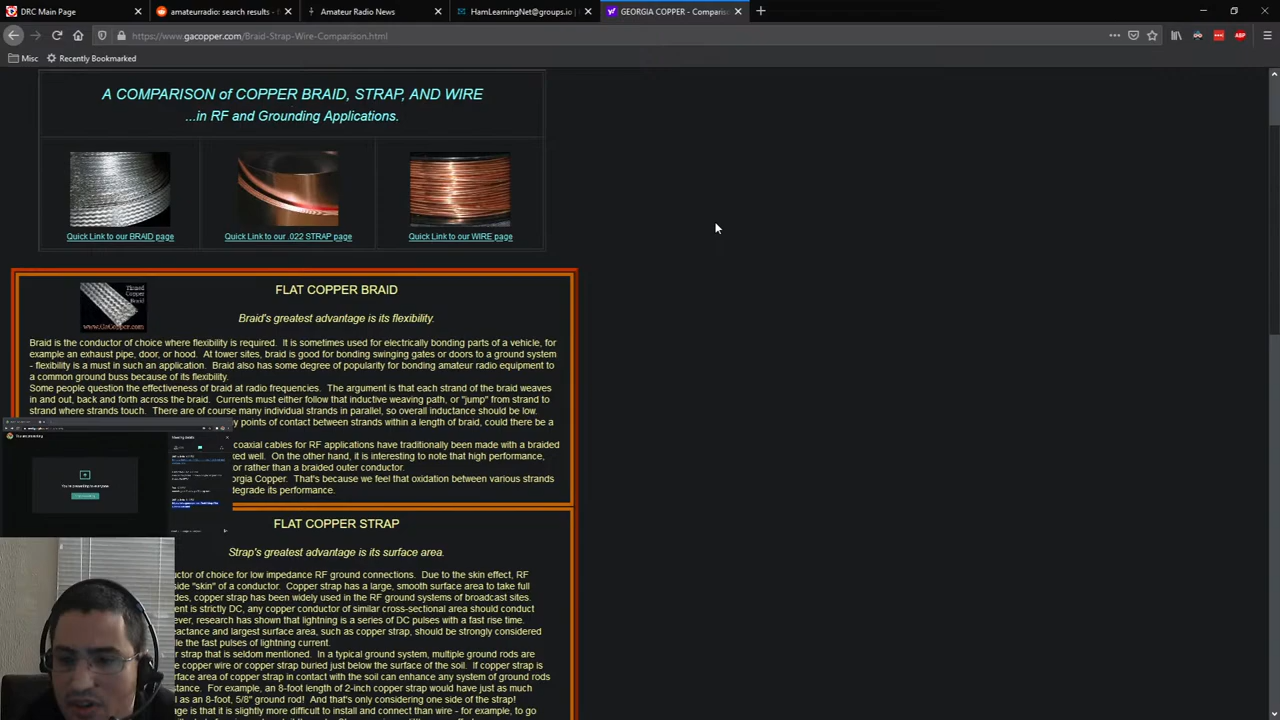 DRC Main Page
amateurradio: search results -
Amateur Radio News
HamLearningNet@groups.io |
GEORGIA COPPER - Comparis
https://www.gacopper.com/Braid-Strap-Wire-Comparison.html
ABP
Misc
Recently Bookmarked
A COMPARISON of COPPER BRAID, STRAP, AND WIRE
...in RF and Grounding Applications.
Quick Link to our BRAID page
Quick Link to our .022 STRAP page
Quick Link to our WIRE page
Tinned
Copper
Braid
www.GaCopper.com
FLAT COPPER BRAID
Braid's greatest advantage is its flexibility.
Braid is the conductor of choice where flexibility is required. It is sometimes used for electrically bonding parts of a vehicle, for
example an exhaust pipe, door, or hood. At tower sites, braid is good for bonding swinging gates or doors to a ground system
- flexibility is a must in such an application. Braid also has some degree of popularity for bonding amateur radio equipment to
a common ground buss because of its flexibility.
Some people question the effectiveness of braid at radio frequencies. The argument is that each strand of the braid weaves
in and out, back and forth across the braid. Currents must either follow that inductive weaving path, or "jump" from strand to
strand where strands touch. There are of course many individual strands in parallel, so overall inductance should be low.
y points of contact between strands within a length of braid, could there be a
coaxial cables for RF applications have traditionally been made with a braided
ked well. On the other hand, it is interesting to note that high performance,
or rather than a braided outer conductor.
orgia Copper. That's because we feel that oxidation between various strands
degrade its performance.
FLAT COPPER STRAP
Strap's greatest advantage is its surface area.
uctor of choice for low impedance RF ground connections. Due to the skin effect, RF
side "skin" of a conductor. Copper strap has a large, smooth surface area to take full
des, copper strap has been widely used in the RF ground systems of broadcast sites.
ent is strictly DC, any copper conductor of similar cross-sectional area should conduct
ever, research has shown that lightning is a series of DC pulses with a fast rise time.
eactance and largest surface area, such as copper strap, should be strongly considered
le the fast pulses of lightning current.
r strap that is seldom mentioned. In a typical ground system, multiple ground rods are
e copper wire or copper strap buried just below the surface of the soil. If copper strap is
rface area of copper strap in contact with the soil can enhance any system of ground rods
stance. For example, an 8-foot length of 2-inch copper strap would have just as much
l as an 8-foot, 5/8" ground rod! And that's only considering one side of the strap!
age is that it is slightly more difficult to install and connect than wire - for example, to go